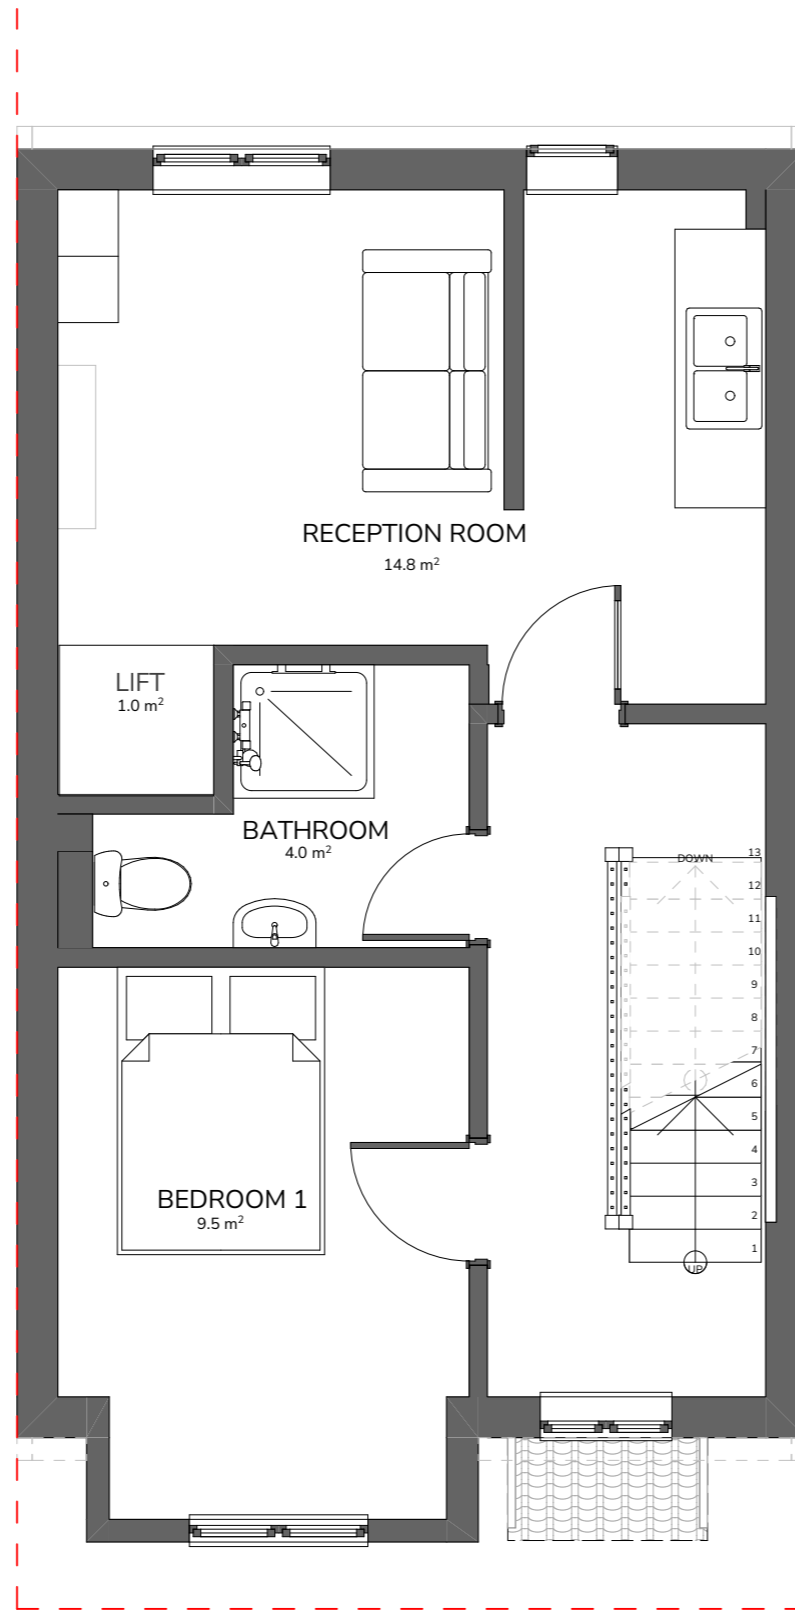 RECEPTION ROOM
14.8 m²
LIFT
1.0 m²
BATHROOM
4.0 m²
DOWN
13
12
11
10
9
8
7
6
5
4
3
2
1
UP
BEDROOM 1
9.5 m²